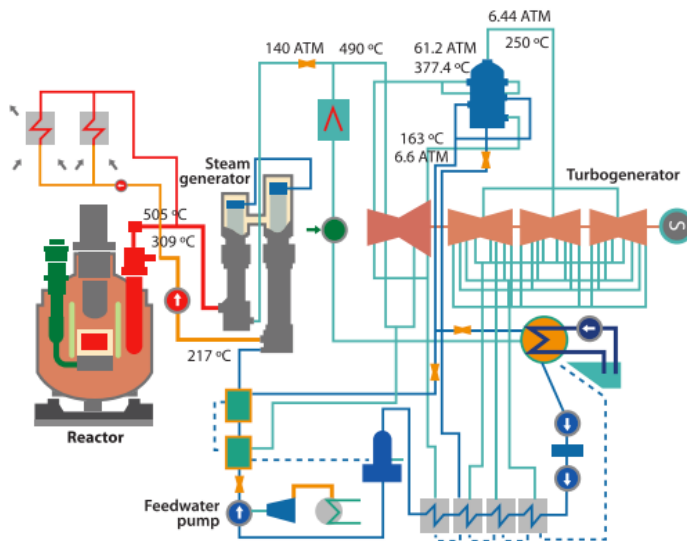 6.44 ATM
140 ATM 490 ºC
61.2 ATM
250 ºC
377.4 ºC
163 ºC
6.6 ATM
Steam
generator
Turbogenerator
505 ºC
309 ºC
S
217 ºC
Reactor
Feedwater
pump